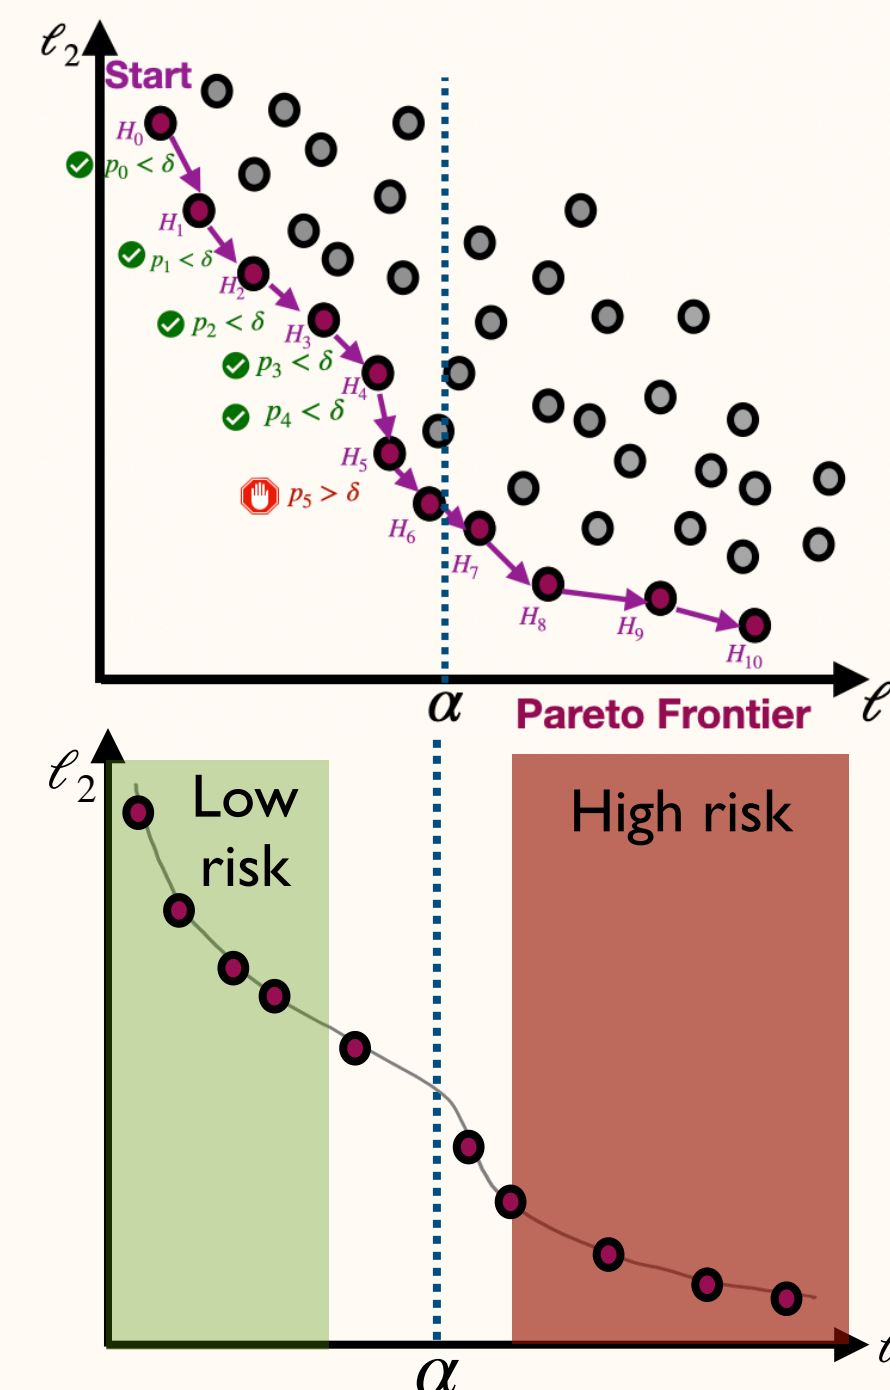 ℓ₂
Start
H₀
p₀ < δ
H₁
p₁ < δ
H₂
p₂ < δ
H₃
p₃ < δ
H₄
p₄ < δ
H₅
p₅ > δ
H₆
H₇
H₈
H₉
H₁₀
α
ℓ
Pareto Frontier
ℓ₂
Low
risk
High risk
α